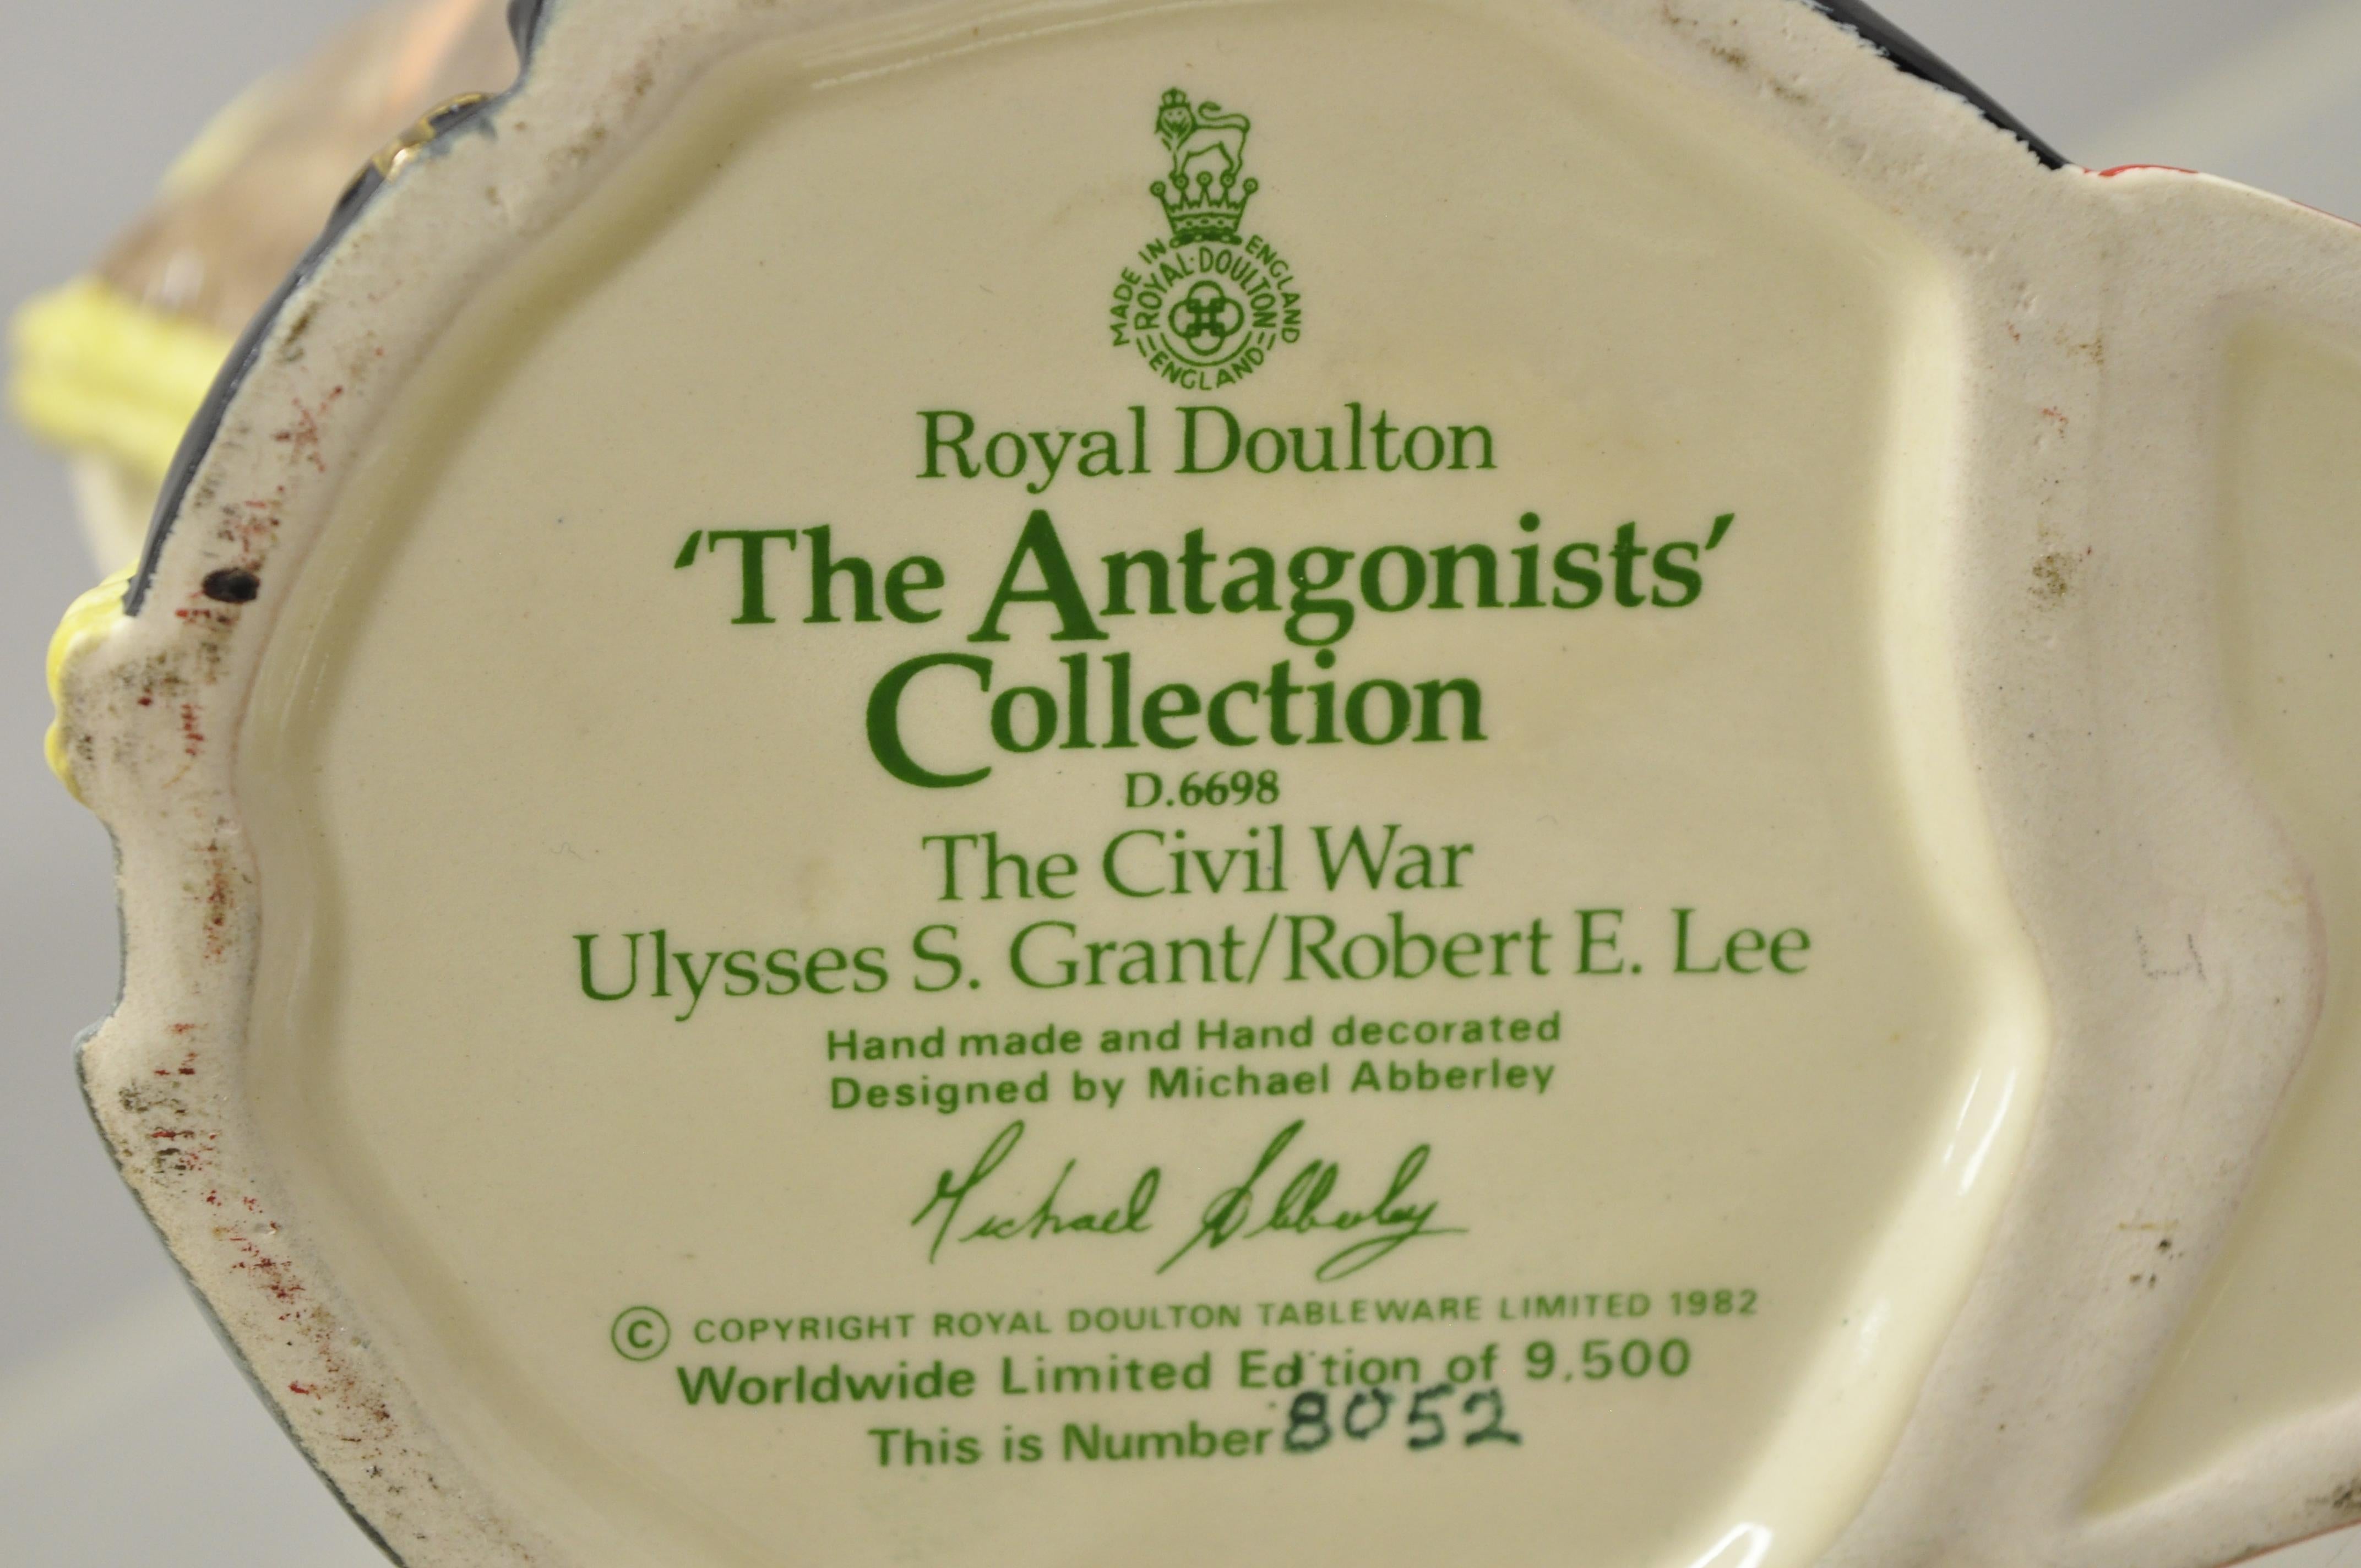 MADE IN ENGLAND
ROYAL·DOULTON
ENGLAND
Royal Doulton
‘The Antagonists’
Collection
D.6698
The Civil War
Ulysses S. Grant/Robert E. Lee
Hand made and Hand decorated
Designed by Michael Abberley
Michael Abberley
© COPYRIGHT ROYAL DOULTON TABLEWARE LIMITED 1982
Worldwide Limited Ed tion of 9,500
This is Number 8052